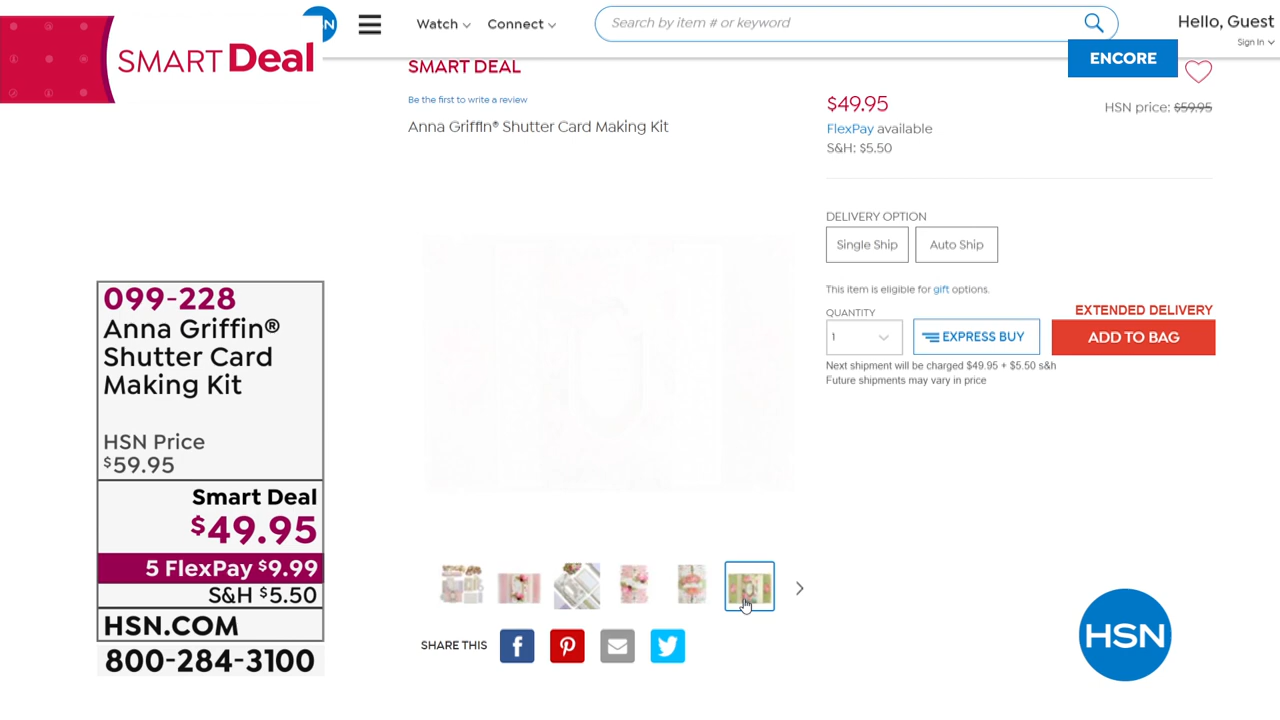 SMART Deal
N
Watch
Connect
Search by item # or keyword
Hello, Guest
Sign In
ENCORE
SMART DEAL
Be the first to write a review
Anna Griffin® Shutter Card Making Kit
$49.95
HSN price: $59.95
FlexPay available
S&H: $5.50
DELIVERY OPTION
Single Ship
Auto Ship
This item is eligible for gift options.
QUANTITY
1
EXPRESS BUY
EXTENDED DELIVERY
ADD TO BAG
Next shipment will be charged $49.95 + $5.50 s&h
Future shipments may vary in price
099-228
Anna Griffin®
Shutter Card
Making Kit
HSN Price
$59.95
Smart Deal
$49.95
5 FlexPay $9.99
S&H $5.50
HSN.COM
800-284-3100
SHARE THIS
HSN